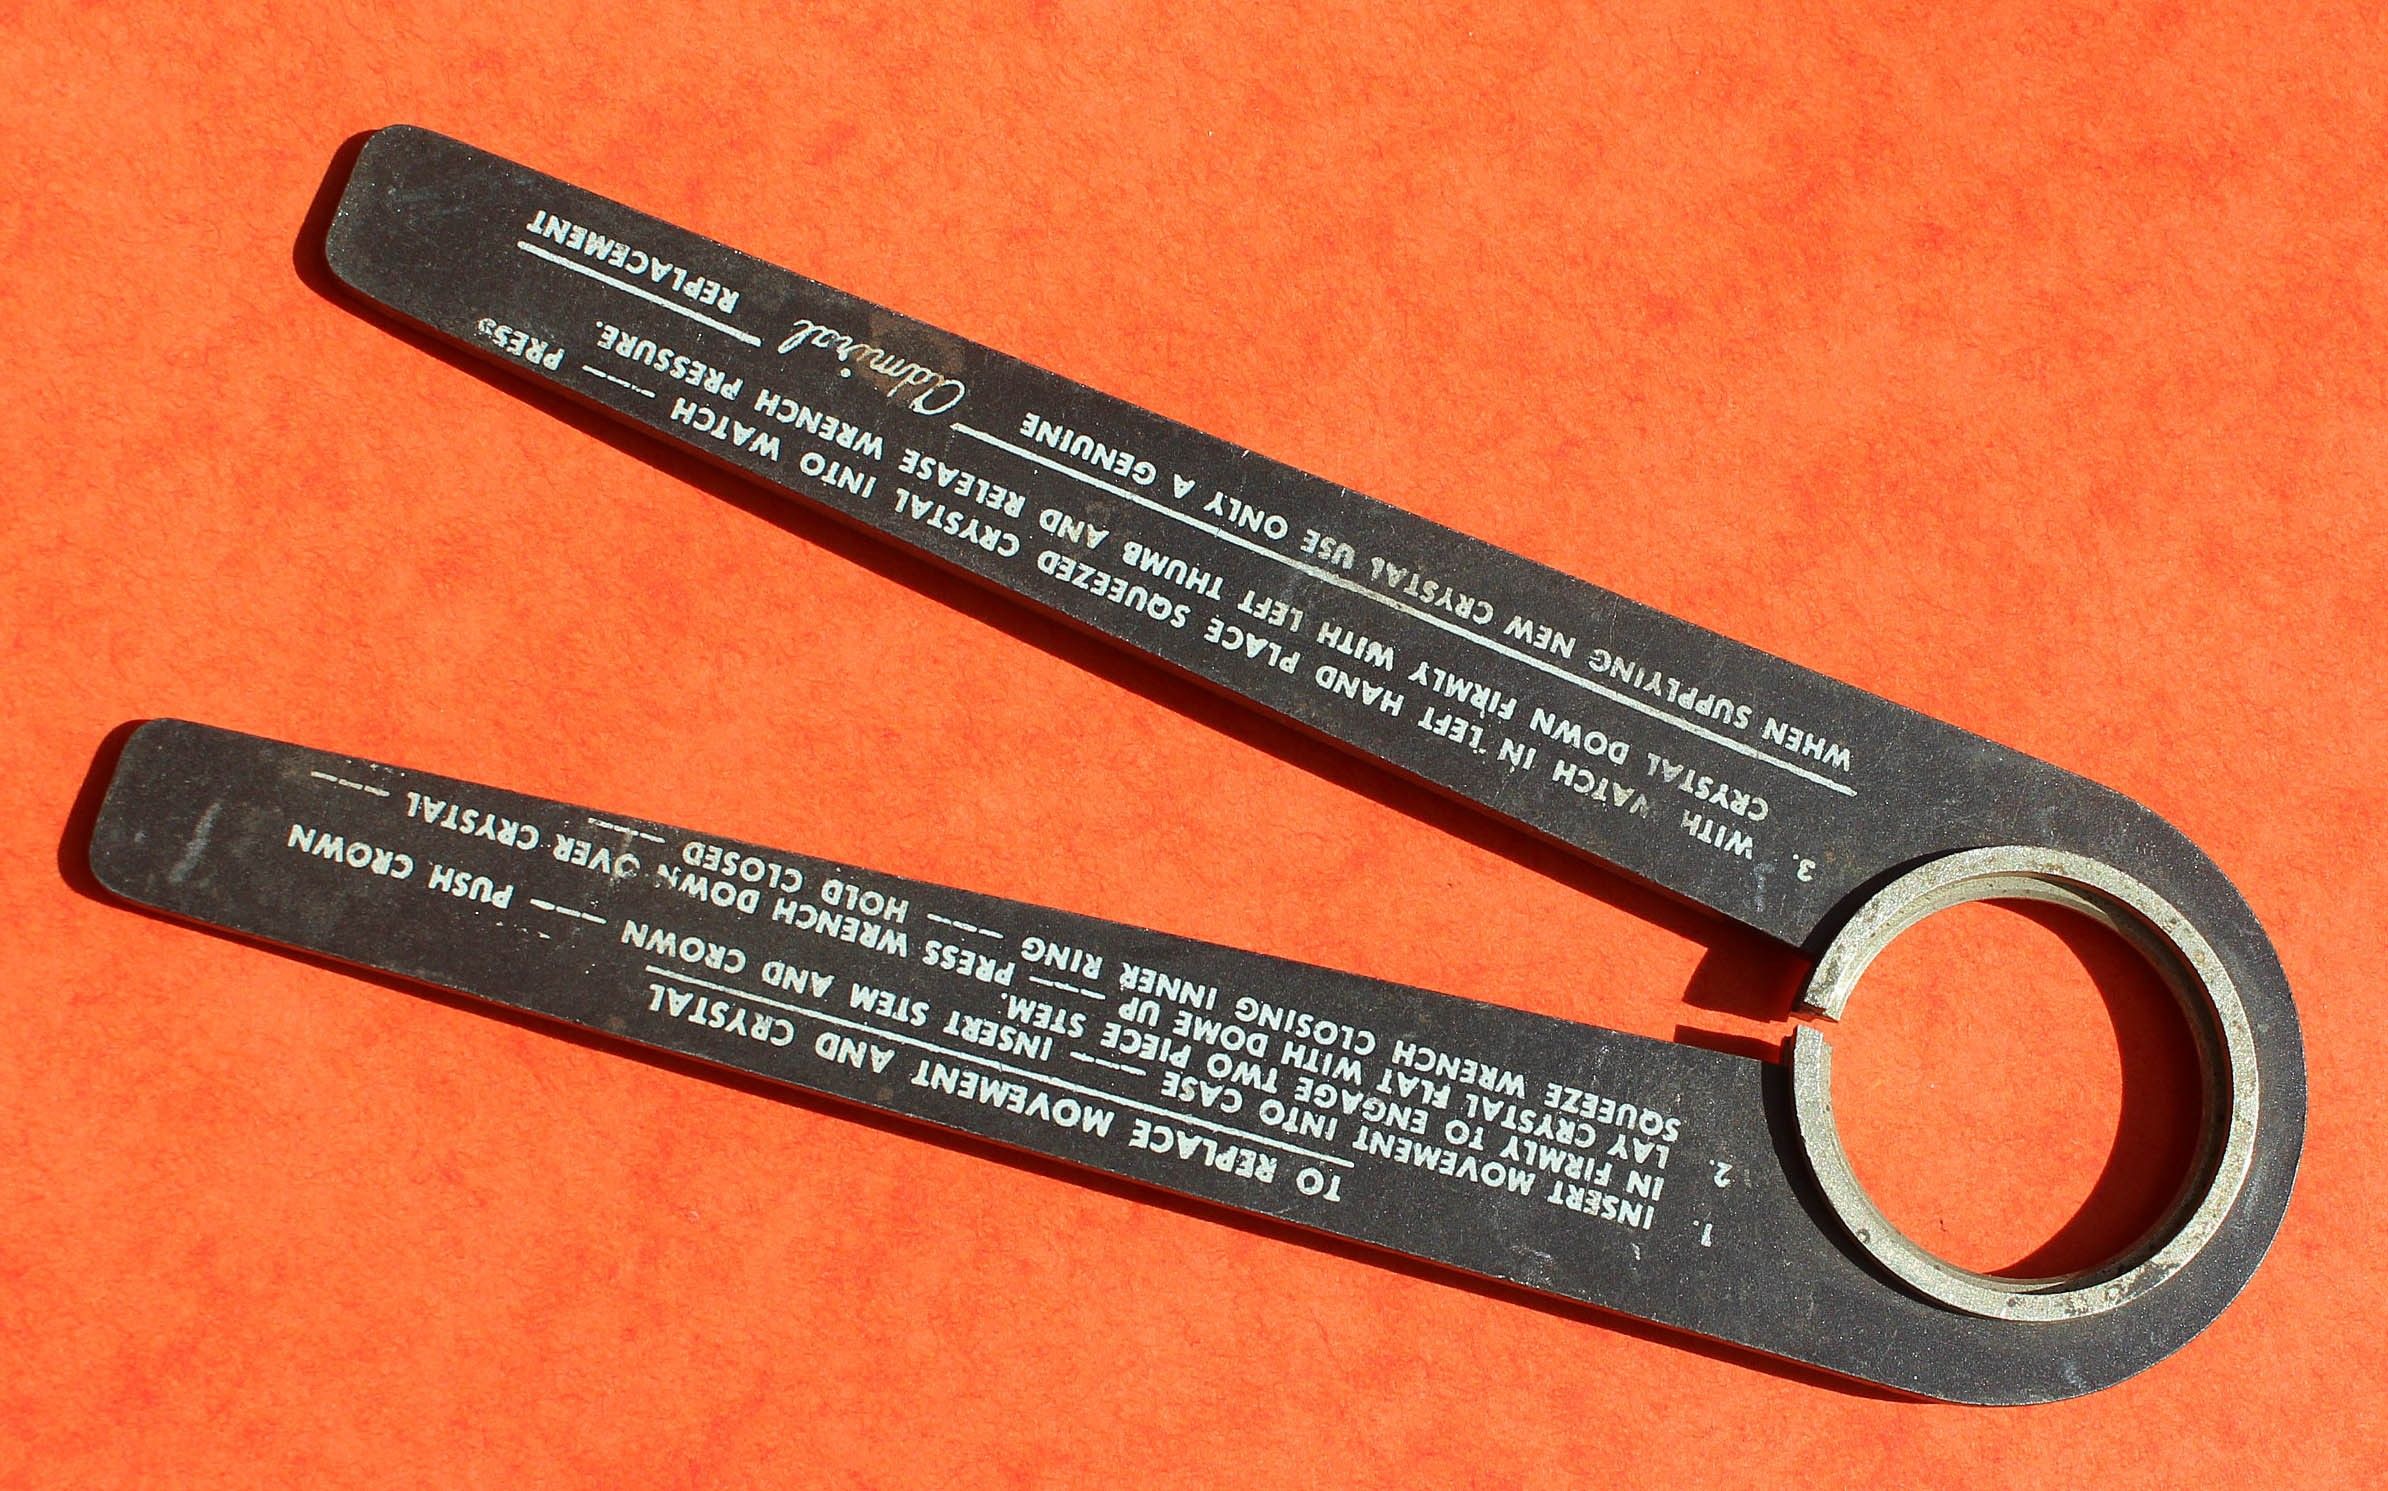 TO REPLACE MOVEMENT AND CRYSTAL
1. INSERT MOVEMENT INTO CASE --- INSERT STEM AND CROWN --- PUSH CROWN
IN FIRMLY TO ENGAGE TWO PIECE STEM.
2. LAY CRYSTAL FLAT WITH DOME UP --- PRESS WRENCH DOWN OVER CRYSTAL ---
SQUEEZE WRENCH CLOSING INNER RING --- HOLD CLOSED ---
3. WITH WATCH IN LEFT HAND PLACE SQUEEZED CRYSTAL INTO WATCH --- PRESS
CRYSTAL DOWN FIRMLY WITH LEFT THUMB AND RELEASE WRENCH PRESSURE.
WHEN SUPPLYING NEW CRYSTAL USE ONLY A GENUINE Admiral REPLACEMENT